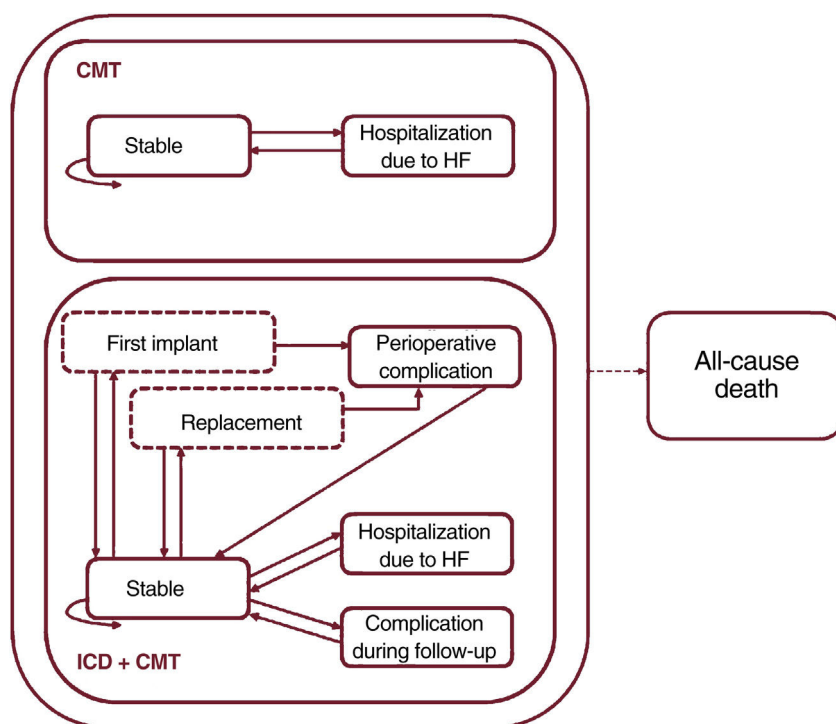 CMT
Stable
Hospitalization
due to HF
First implant
Perioperative
complication
Replacement
All-cause
death
Hospitalization
due to HF
Stable
Complication
during follow-up
ICD + CMT